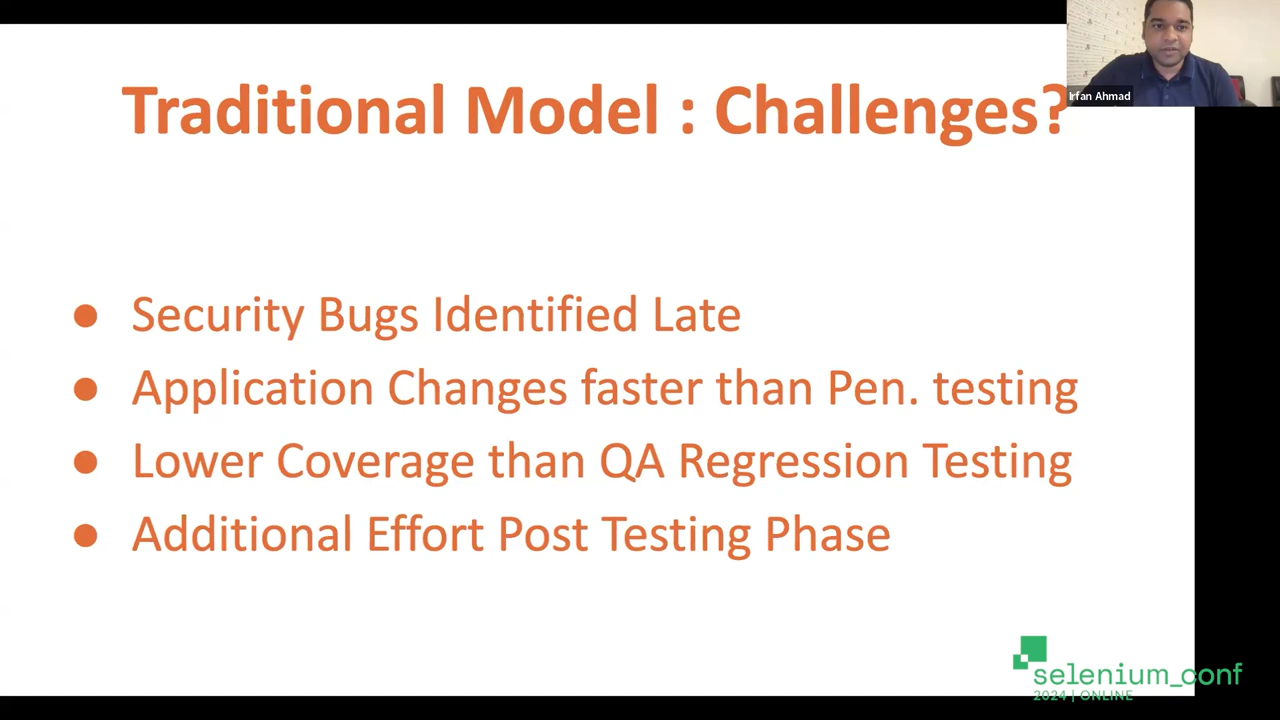 Traditional Model : Challenges?
Irfan Ahmad
● Security Bugs Identified Late
● Application Changes faster than Pen. testing
● Lower Coverage than QA Regression Testing
● Additional Effort Post Testing Phase
selenium_conf
2024 | ONLINE